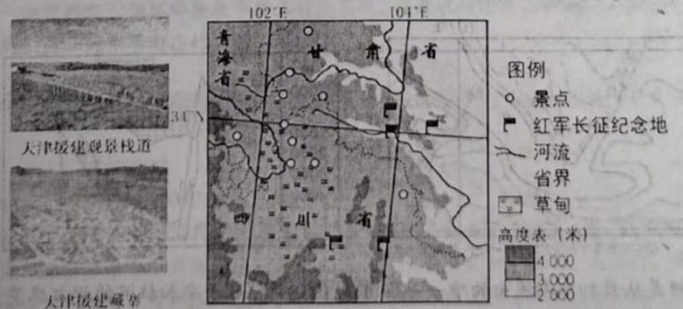 天津援建观景栈道
天津援建藏垄
102°E
104°E
青海省
甘肃省
四川省
图例
景点
红军长征纪念地
河流
省界
草甸
高度表(米)
4 000
3 000
2 000